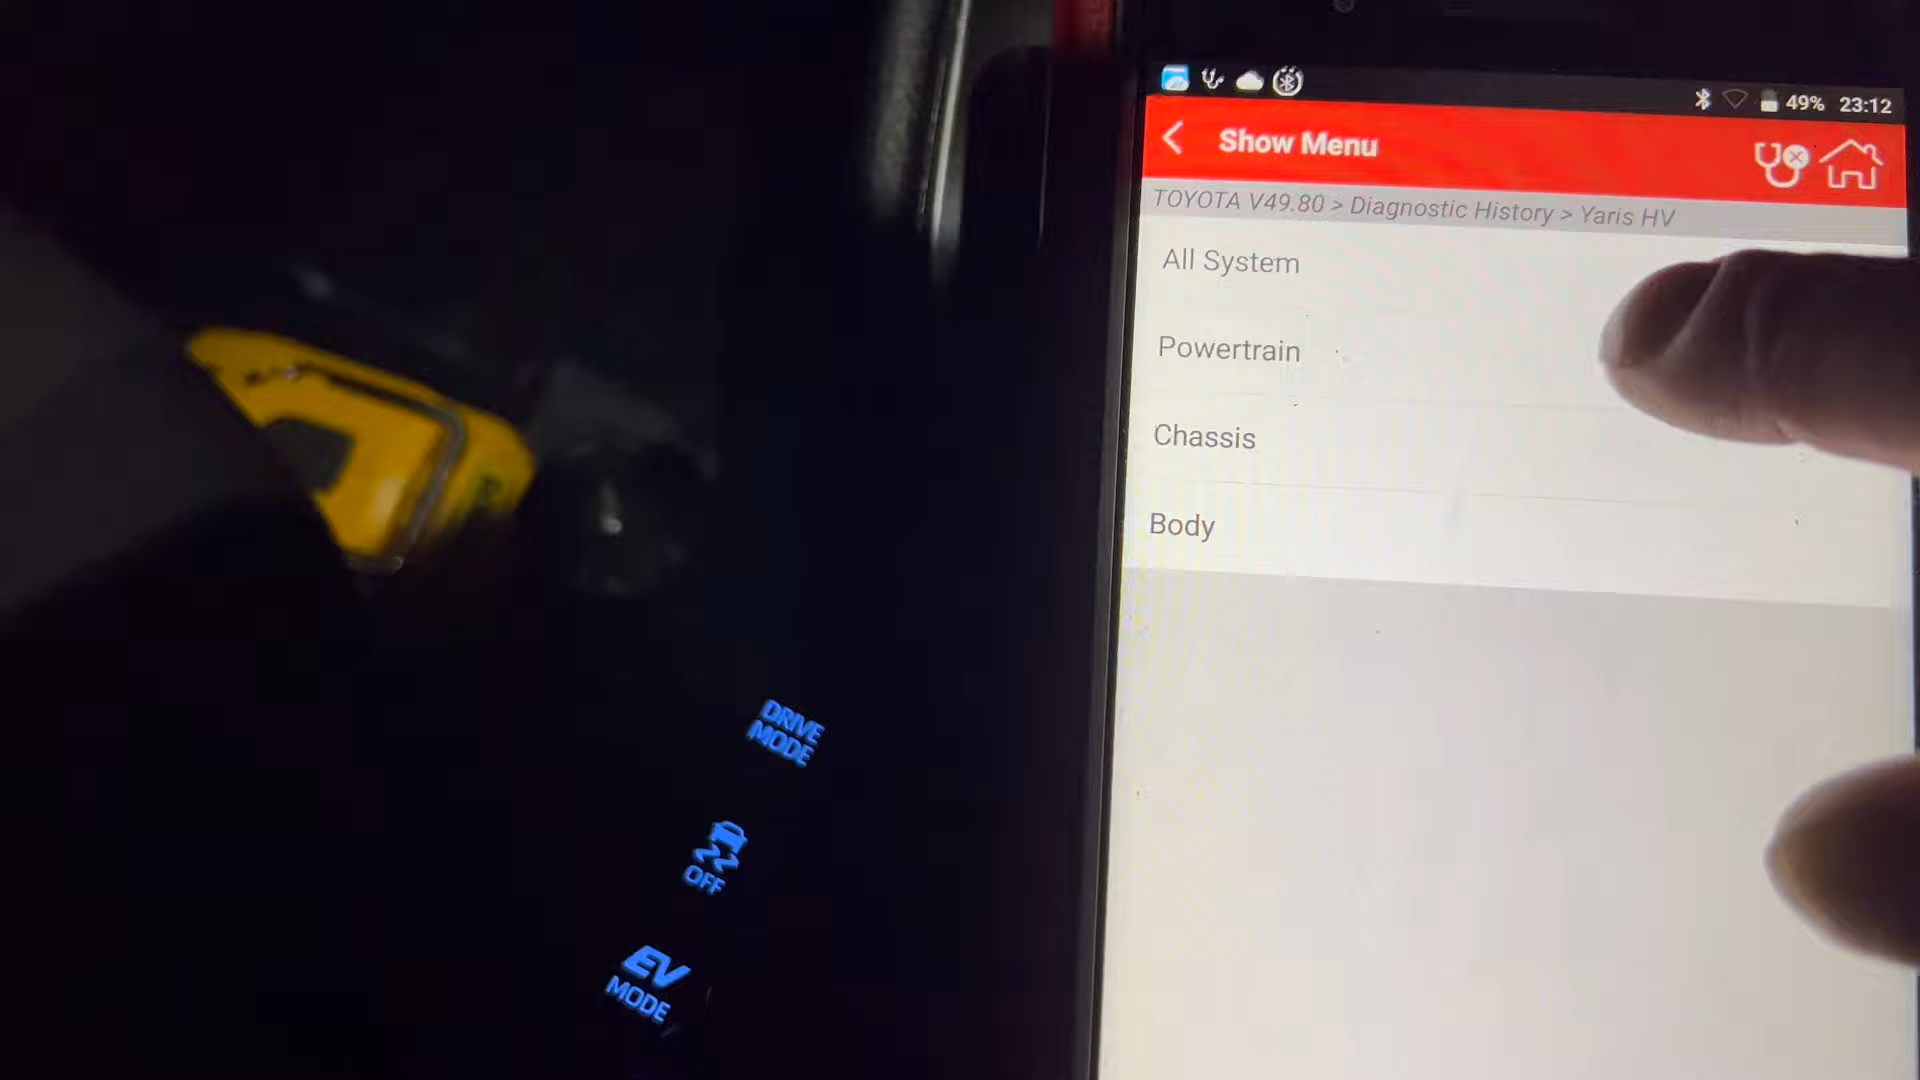 49% 23:12
Show Menu
TOYOTA V49.80 > Diagnostic History > Yaris HV
All System
Powertrain
Chassis
Body
DRIVE
MODE
OFF
EV
MODE